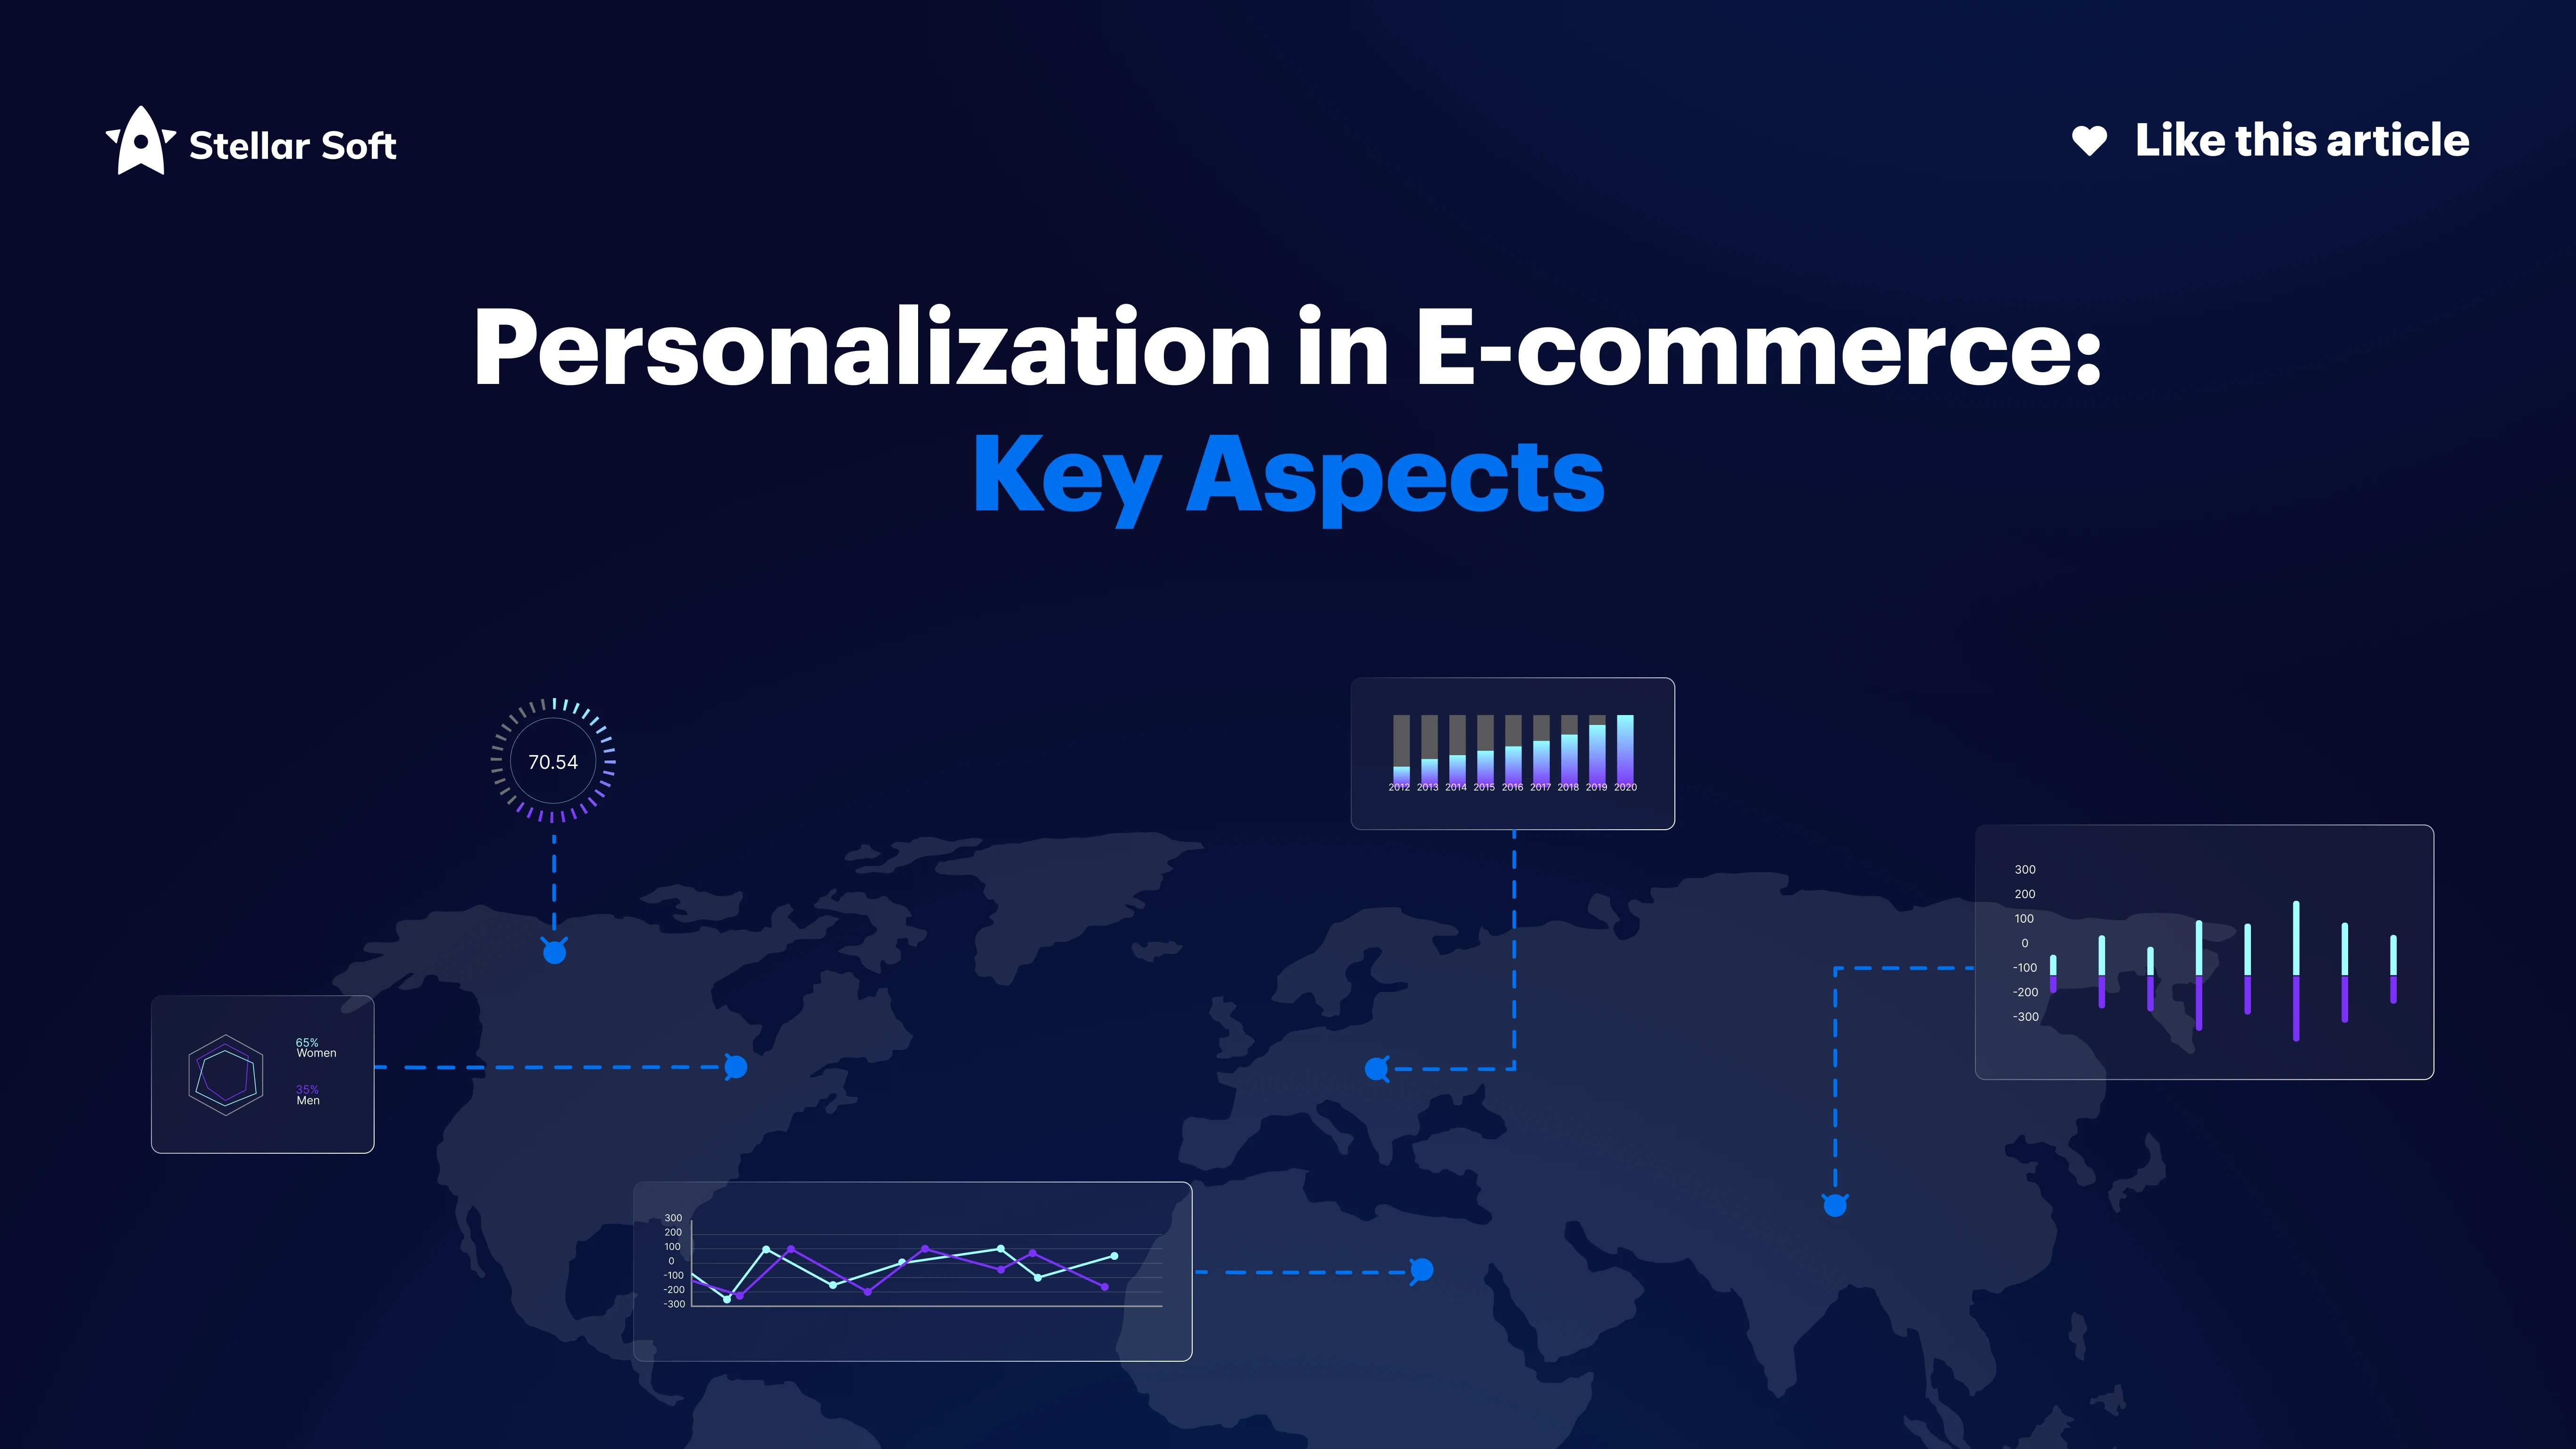 Stellar Soft
Like this article
Personalization in E-commerce:
Key Aspects
70.54
2012 2013 2014 2015 2016 2017 2018 2019 2020
300
200
100
0
-100
-200
-300
65%
Women
35%
Men
300
200
100
0
-100
-200
-300